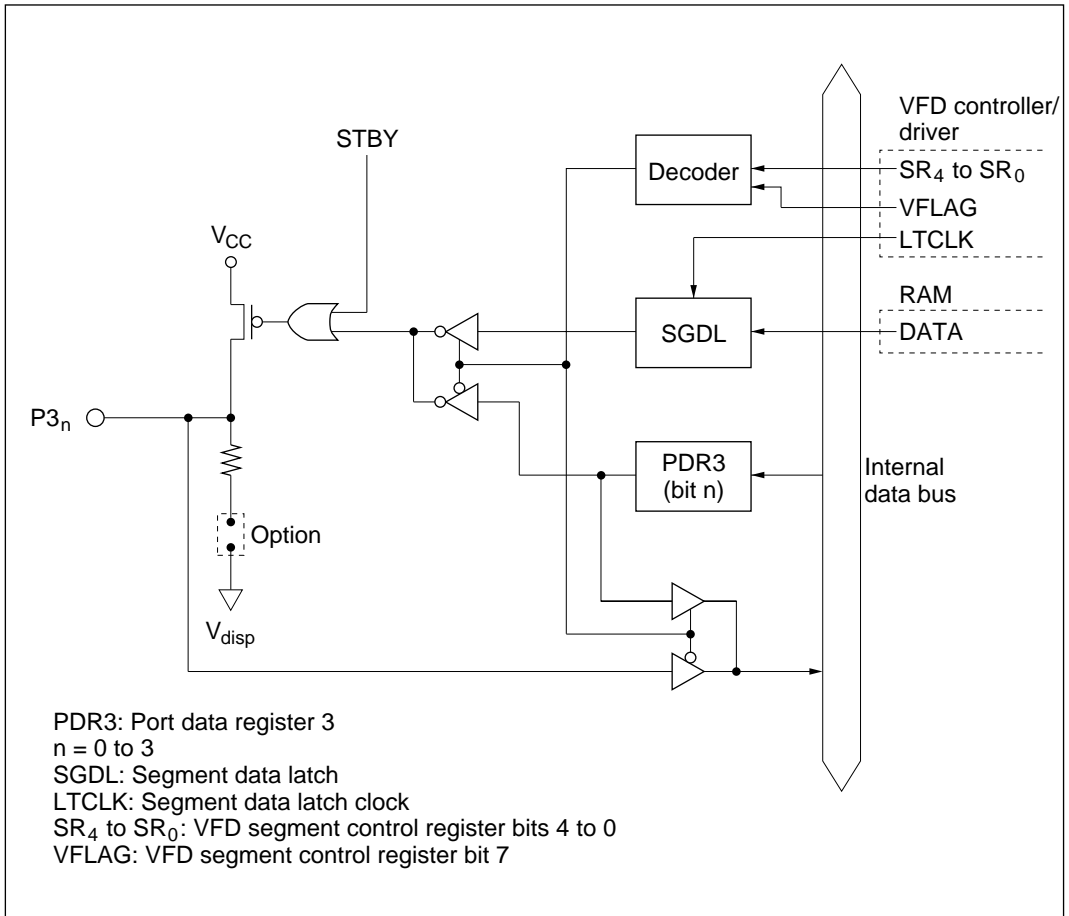 VFD controller/
driver
STBY
Decoder
SR4 to SR0
VFLAG
LTCLK
VCC
RAM
SGDL
DATA
P3n
PDR3
(bit n)
Internal
data bus
Option
Vdisp
PDR3: Port data register 3
n = 0 to 3
SGDL: Segment data latch
LTCLK: Segment data latch clock
SR4 to SR0: VFD segment control register bits 4 to 0
VFLAG: VFD segment control register bit 7